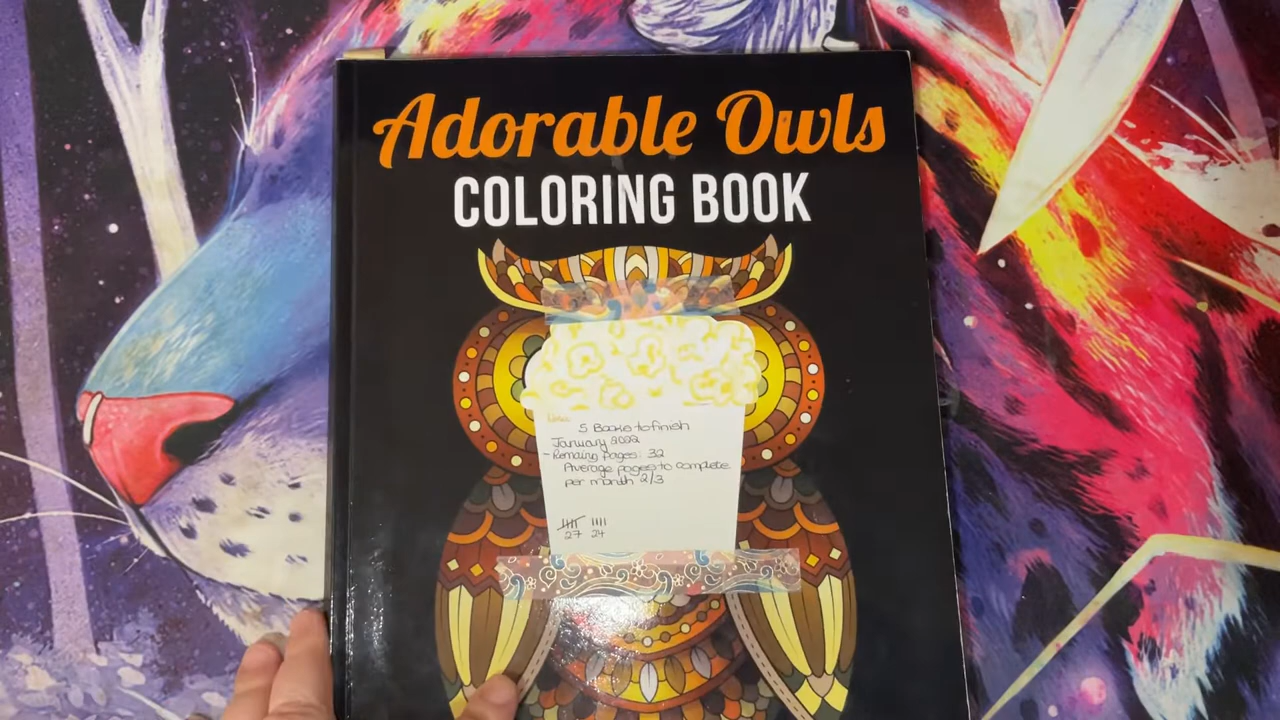 Adorable Owls
COLORING BOOK
5 Books to finish
January 2022
- Remaing Pages: 32
Average pages to complete
per month 2/3
27 24